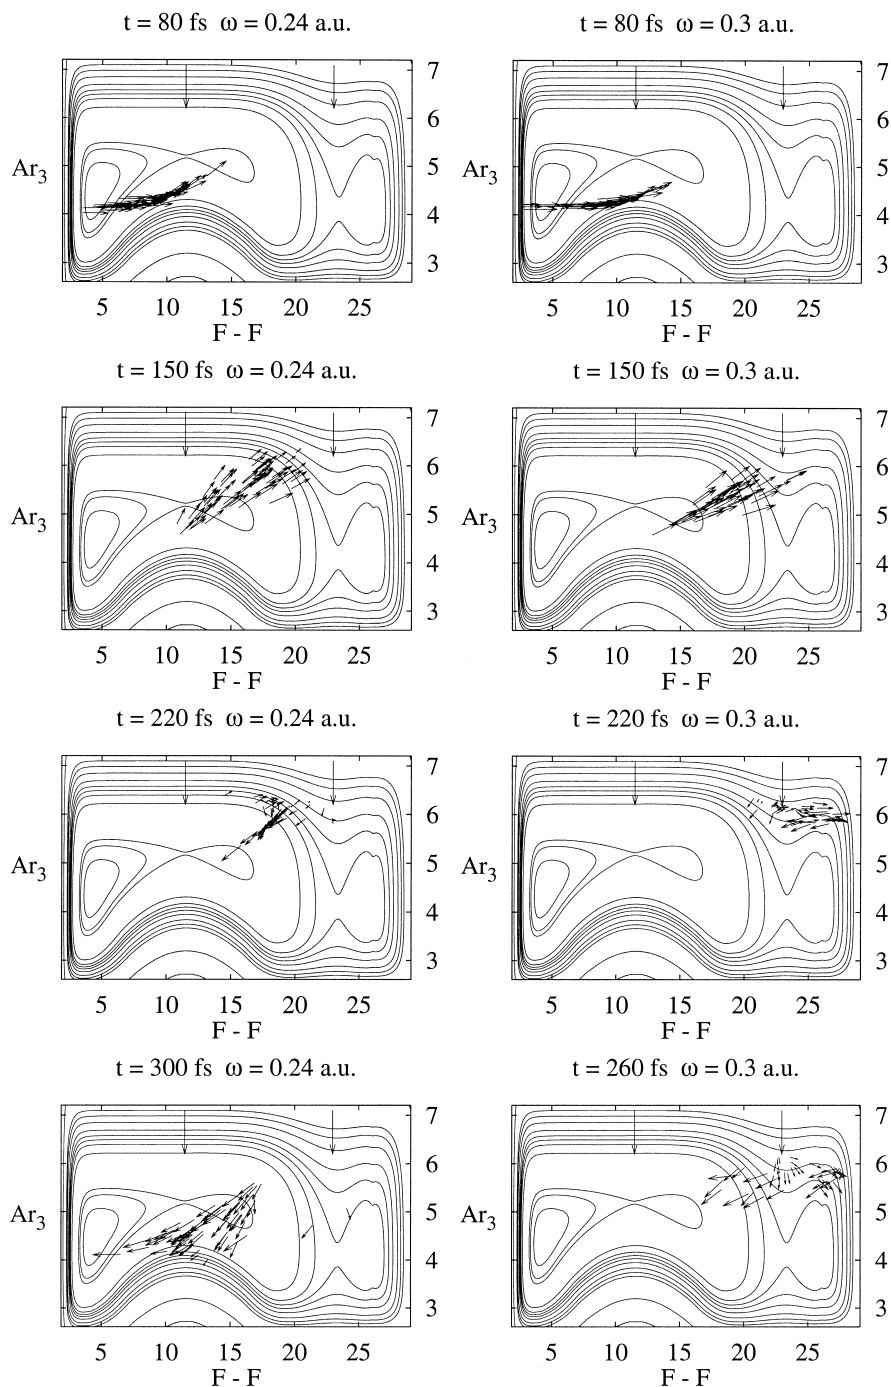 t = 80 fs ω = 0.24 a.u.
t = 80 fs ω = 0.3 a.u.
7
7
6
6
Ar3
5
Ar3
5
4
4
3
3
5 10 15 20 25
5 10 15 20 25
F - F
F - F
t = 150 fs ω = 0.24 a.u.
t = 150 fs ω = 0.3 a.u.
7
7
6
6
Ar3
5
Ar3
5
4
4
3
3
5 10 15 20 25
5 10 15 20 25
F - F
F - F
t = 220 fs ω = 0.24 a.u.
t = 220 fs ω = 0.3 a.u.
7
7
6
6
Ar3
5
Ar3
5
4
4
3
3
5 10 15 20 25
5 10 15 20 25
F - F
F - F
t = 300 fs ω = 0.24 a.u.
t = 260 fs ω = 0.3 a.u.
7
7
6
6
Ar3
5
Ar3
5
4
4
3
3
5 10 15 20 25
5 10 15 20 25
F - F
F - F